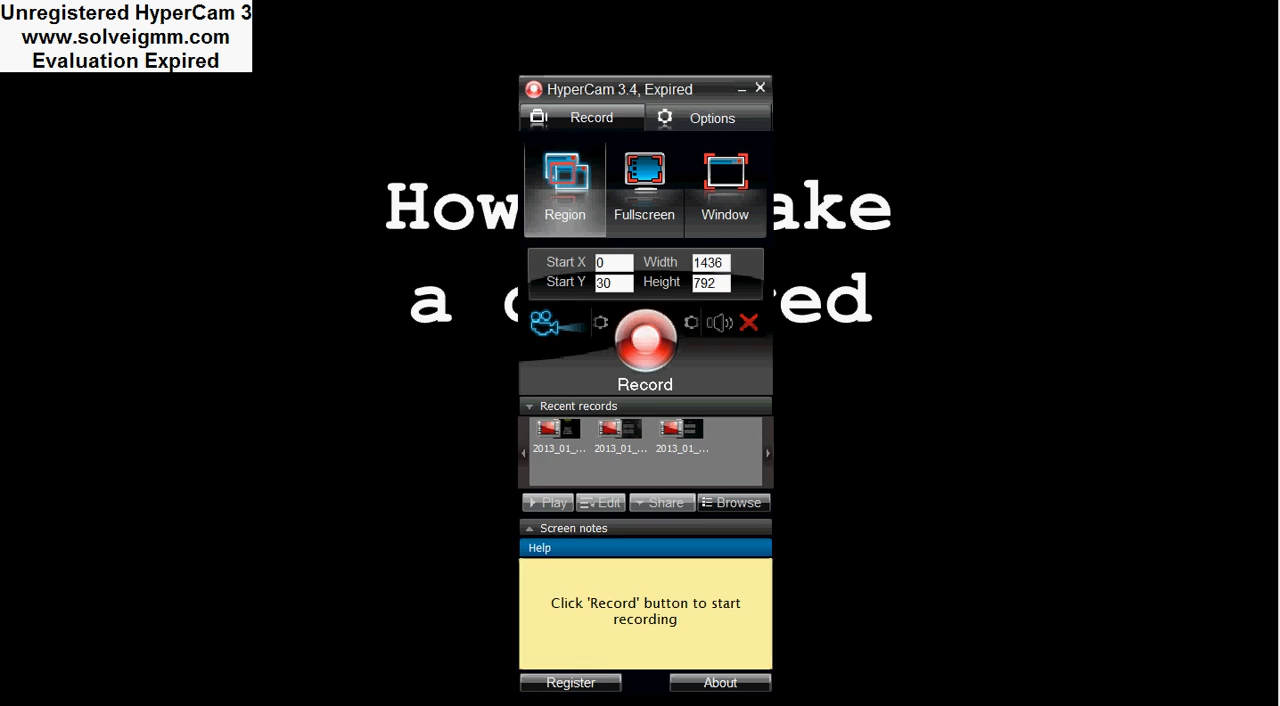 Unregistered HyperCam 3
www.solveigmm.com
Evaluation Expired
HyperCam 3.4, Expired
Record
Options
How
ake
Region
Fullscreen
Window
Start X 0 Width 1436
Start Y 30 Height 792
a
ed
Record
Recent records
2013_01_... 2013_01_... 2013_01_...
Play Edit Share Browse
Screen notes
Help
Click 'Record' button to start
recording
Register About